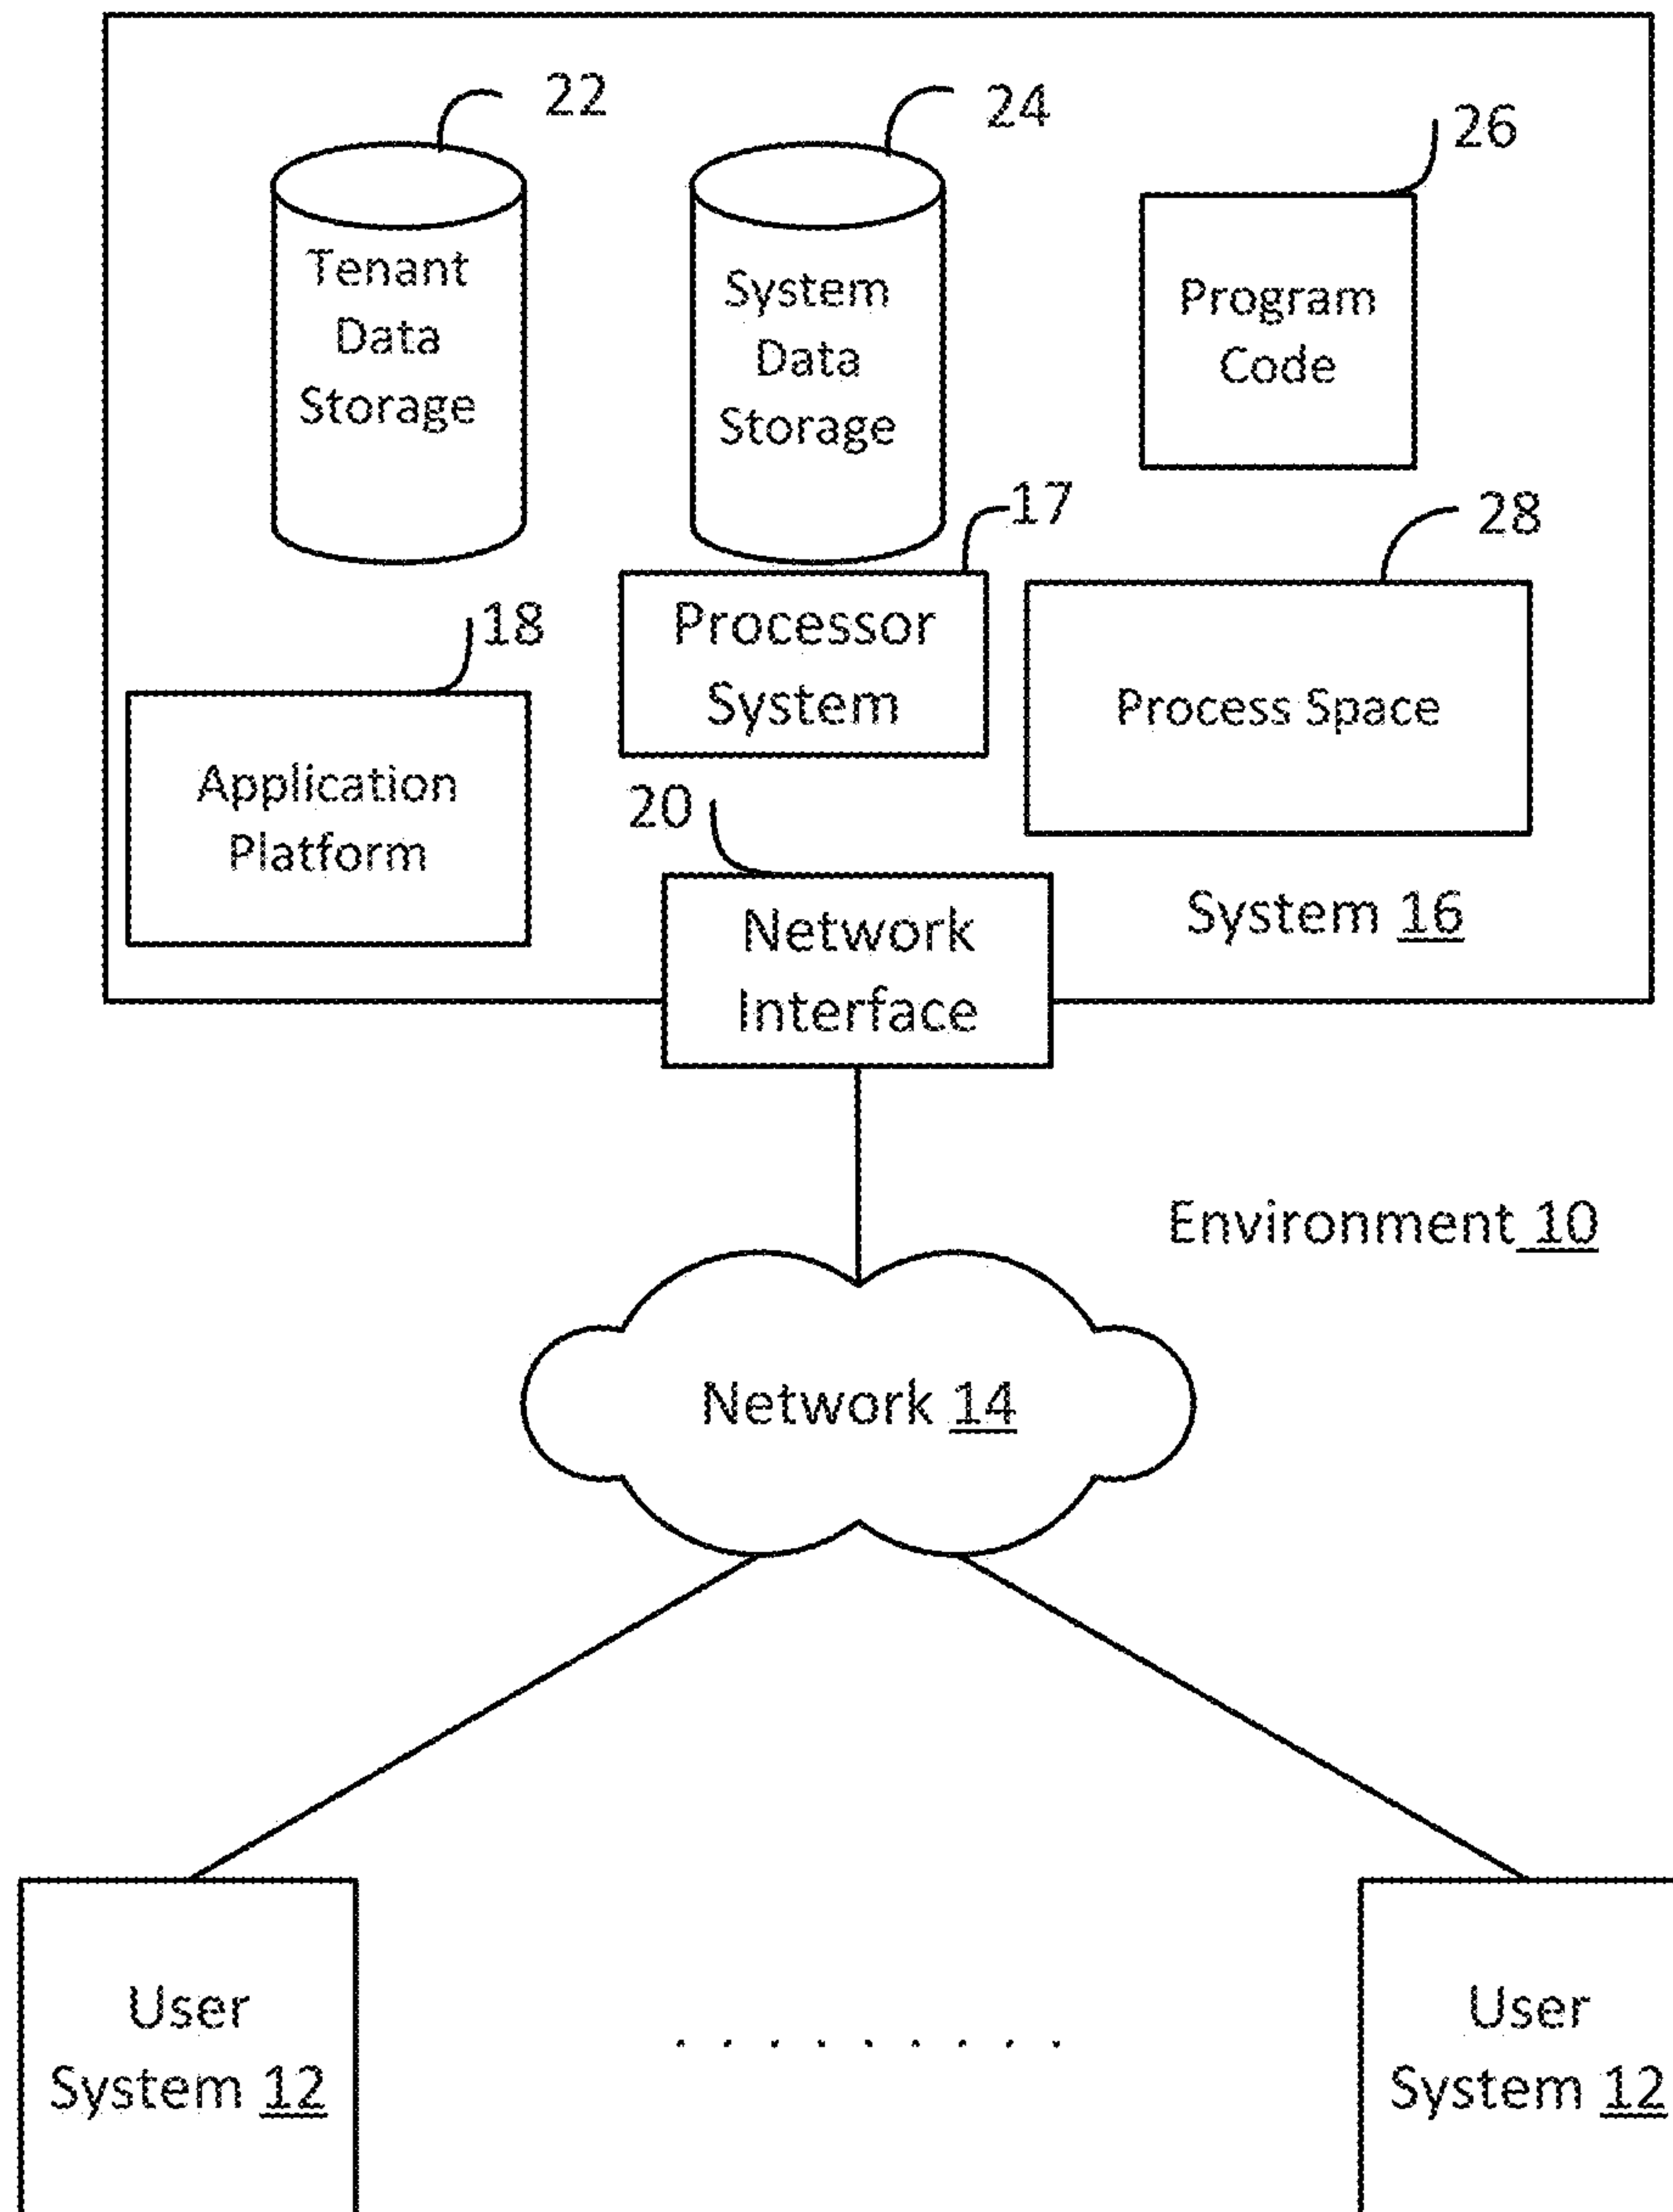 22
24
26
Tenant
Data
Storage
System
Data
Storage
Program
Code
17
28
18
Processor
System
Process Space
Application
Platform
20
Network
Interface
System 16
Environment 10
Network 14
User
System 12
. . . . . . . . .
User
System 12